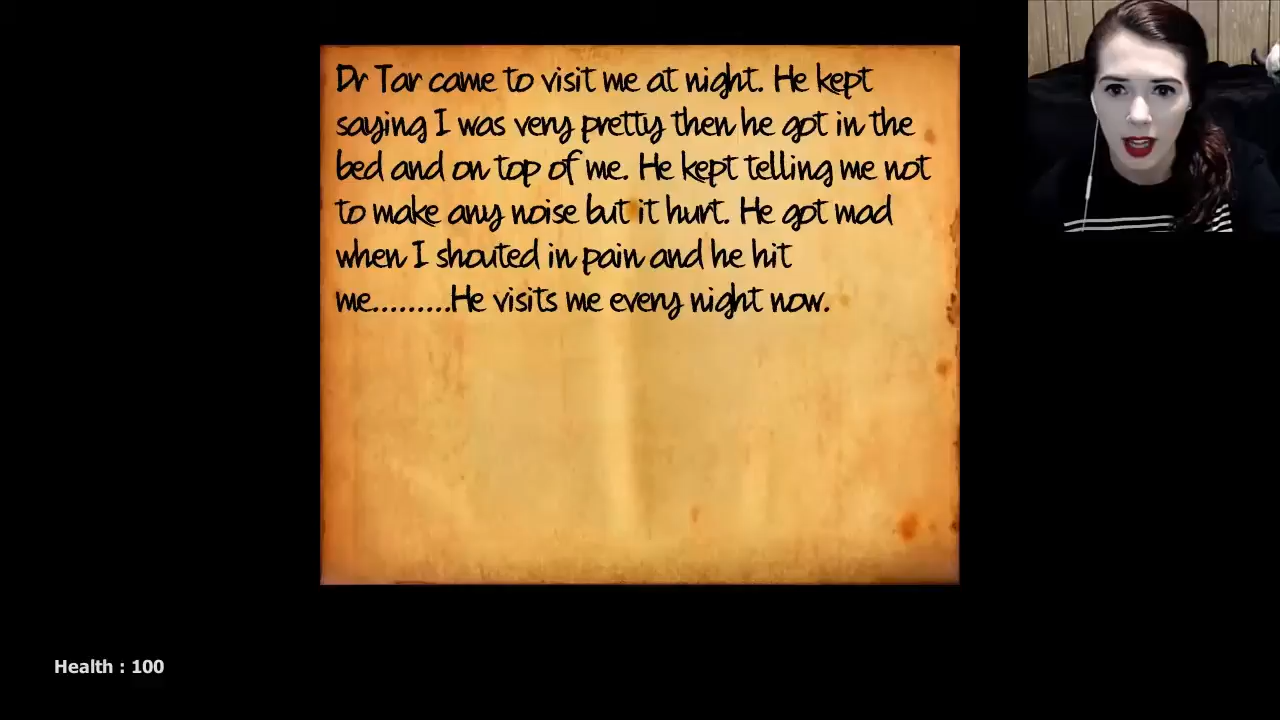 Dr Tar came to visit me at night. He kept
saying I was very pretty then he got in the
bed and on top of me. He kept telling me not
to make any noise but it hurt. He got mad
when I shouted in pain and he hit
me.........He visits me every night now.
Health : 100